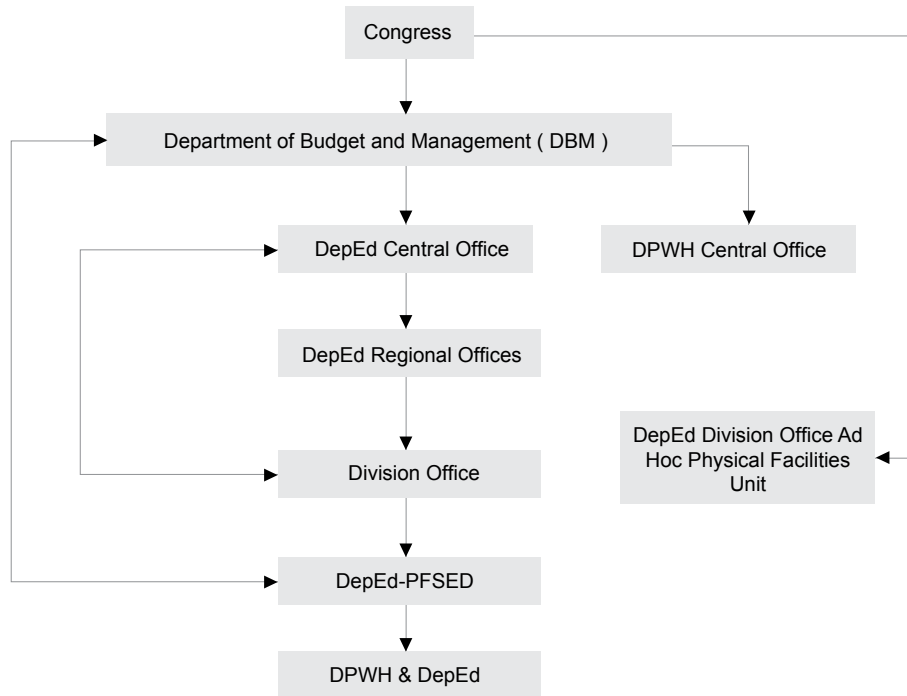 Congress
Department of Budget and Management ( DBM )
DepEd Central Office
DPWH Central Office
DepEd Regional Offices
DepEd Division Office Ad
Hoc Physical Facilities
Unit
Division Office
DepEd-PFSED
DPWH & DepEd